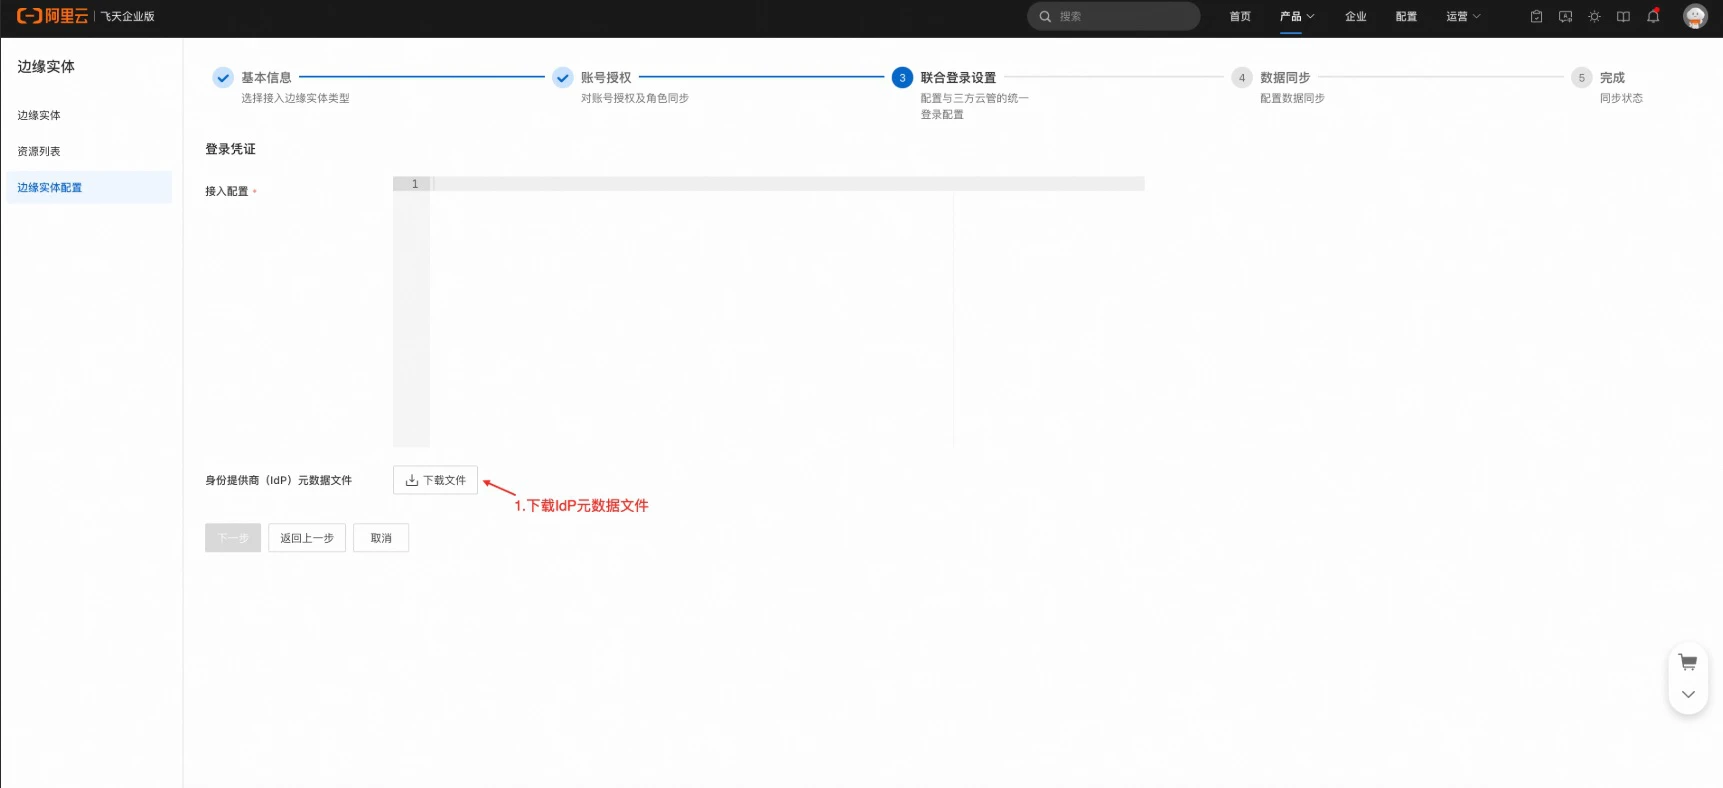 阿里云 | 飞天企业版
搜索
首页
产品
企业
配置
运营
边缘实体
边缘实体
资源列表
边缘实体配置
基本信息
选择接入边缘实体类型
账号授权
对账号授权及角色同步
3 联合登录设置
配置与三方云管的统一
登录配置
4 数据同步
配置数据同步
5 完成
同步状态
登录凭证
接入配置 *
1
身份提供商（IdP）元数据文件
下载文件
1.下载IdP元数据文件
下一步
返回上一步
取消